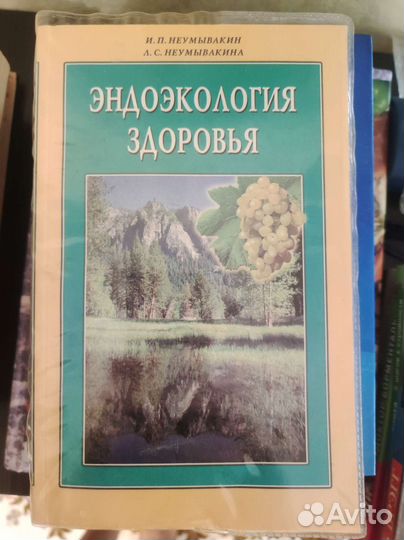 И. П. НЕУМЫВАКИН
Л. С. НЕУМЫВАКИНА
ЭНДОЭКОЛОГИЯ
ЗДОРОВЬЯ
Avito